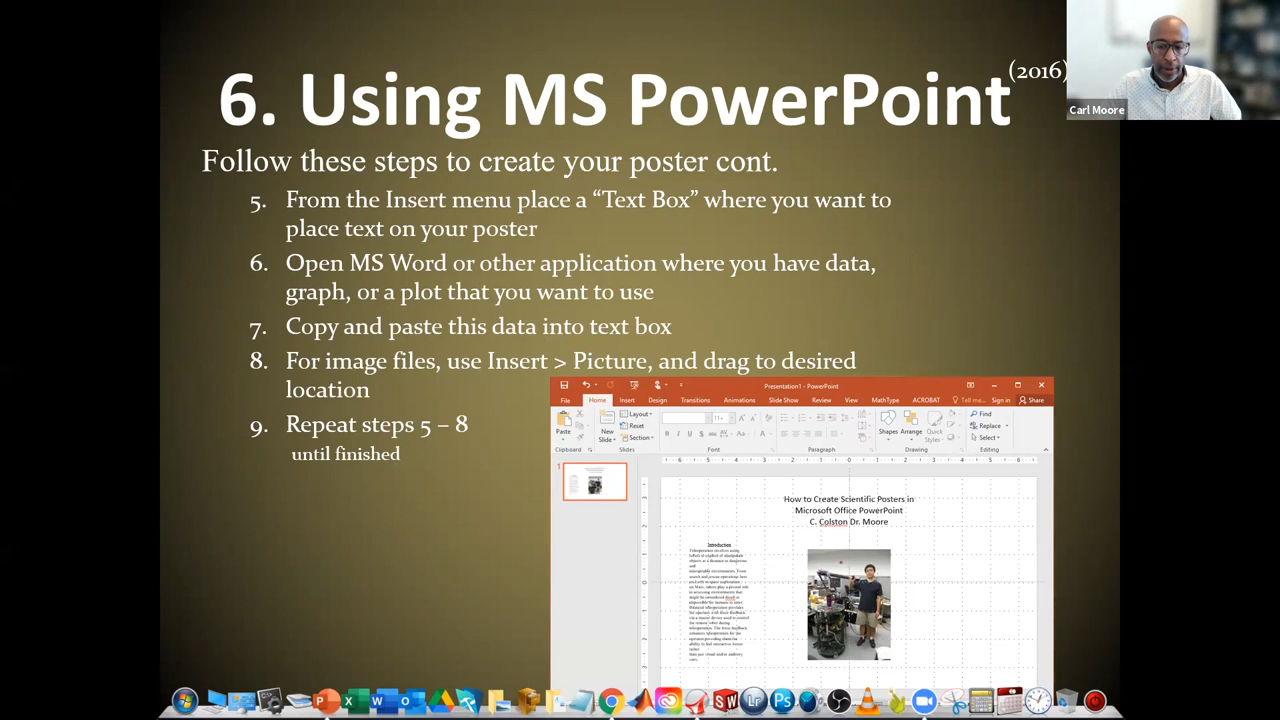 6. Using MS PowerPoint (2016)
Carl Moore
Follow these steps to create your poster cont.
5. From the Insert menu place a “Text Box” where you want to
place text on your poster
6. Open MS Word or other application where you have data,
graph, or a plot that you want to use
7. Copy and paste this data into text box
8. For image files, use Insert > Picture, and drag to desired
location
9. Repeat steps 5 – 8
until finished
Presentation1 - PowerPoint
File Home Insert Design Transitions Animations Slide Show Review View MathType ACROBAT Tell me... Sign in Share
Paste
New
Slide
Layout
Reset
Section
Shapes Arrange Quick
Styles
Find
Replace
Select
Clipboard Slides Font Paragraph Drawing Editing
1
How to Create Scientific Posters in
Microsoft Office PowerPoint
C. Colston Dr. Moore
Introduction